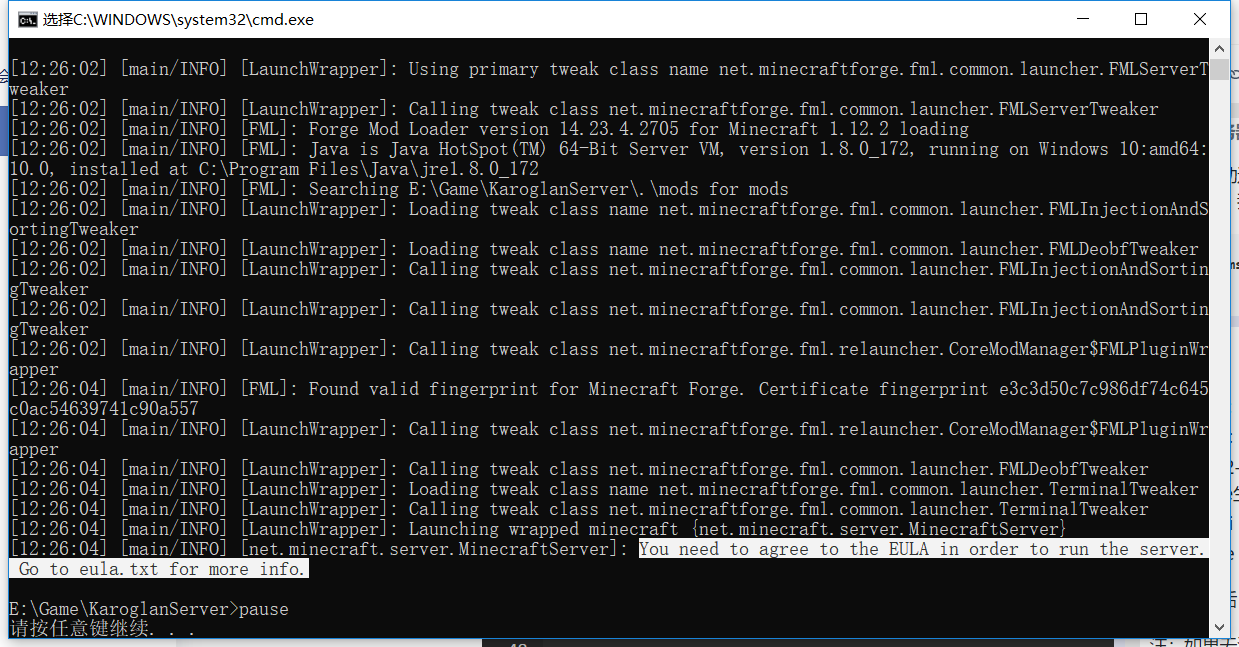 选择C:\WINDOWS\system32\cmd.exe
[12:26:02] [main/INFO] [LaunchWrapper]: Using primary tweak class name net.minecraftforge.fml.common.launcher.FMLServerT
weaker
[12:26:02] [main/INFO] [LaunchWrapper]: Calling tweak class net.minecraftforge.fml.common.launcher.FMLServerTweaker
[12:26:02] [main/INFO] [FML]: Forge Mod Loader version 14.23.4.2705 for Minecraft 1.12.2 loading
[12:26:02] [main/INFO] [FML]: Java is Java HotSpot(TM) 64-Bit Server VM, version 1.8.0_172, running on Windows 10:amd64:
10.0, installed at C:\Program Files\Java\jre1.8.0_172
[12:26:02] [main/INFO] [FML]: Searching E:\Game\KaroglanServer\.\mods for mods
[12:26:02] [main/INFO] [LaunchWrapper]: Loading tweak class name net.minecraftforge.fml.common.launcher.FMLInjectionAndS
ortingTweaker
[12:26:02] [main/INFO] [LaunchWrapper]: Loading tweak class name net.minecraftforge.fml.common.launcher.FMLDeobfTweaker
[12:26:02] [main/INFO] [LaunchWrapper]: Calling tweak class net.minecraftforge.fml.common.launcher.FMLInjectionAndSortin
gTweaker
[12:26:02] [main/INFO] [LaunchWrapper]: Calling tweak class net.minecraftforge.fml.common.launcher.FMLInjectionAndSortin
gTweaker
[12:26:02] [main/INFO] [LaunchWrapper]: Calling tweak class net.minecraftforge.fml.relauncher.CoreModManager$FMLPluginWr
apper
[12:26:04] [main/INFO] [FML]: Found valid fingerprint for Minecraft Forge. Certificate fingerprint e3c3d50c7c986df74c645
c0ac54639741c90a557
[12:26:04] [main/INFO] [LaunchWrapper]: Calling tweak class net.minecraftforge.fml.relauncher.CoreModManager$FMLPluginWr
apper
[12:26:04] [main/INFO] [LaunchWrapper]: Calling tweak class net.minecraftforge.fml.common.launcher.FMLDeobfTweaker
[12:26:04] [main/INFO] [LaunchWrapper]: Loading tweak class name net.minecraftforge.fml.common.launcher.TerminalTweaker
[12:26:04] [main/INFO] [LaunchWrapper]: Calling tweak class net.minecraftforge.fml.common.launcher.TerminalTweaker
[12:26:04] [main/INFO] [LaunchWrapper]: Launching wrapped minecraft {net.minecraft.server.MinecraftServer}
[12:26:04] [main/INFO] [net.minecraft.server.MinecraftServer]: You need to agree to the EULA in order to run the server.
 Go to eula.txt for more info.
E:\Game\KaroglanServer>pause
请按任意键继续. . .